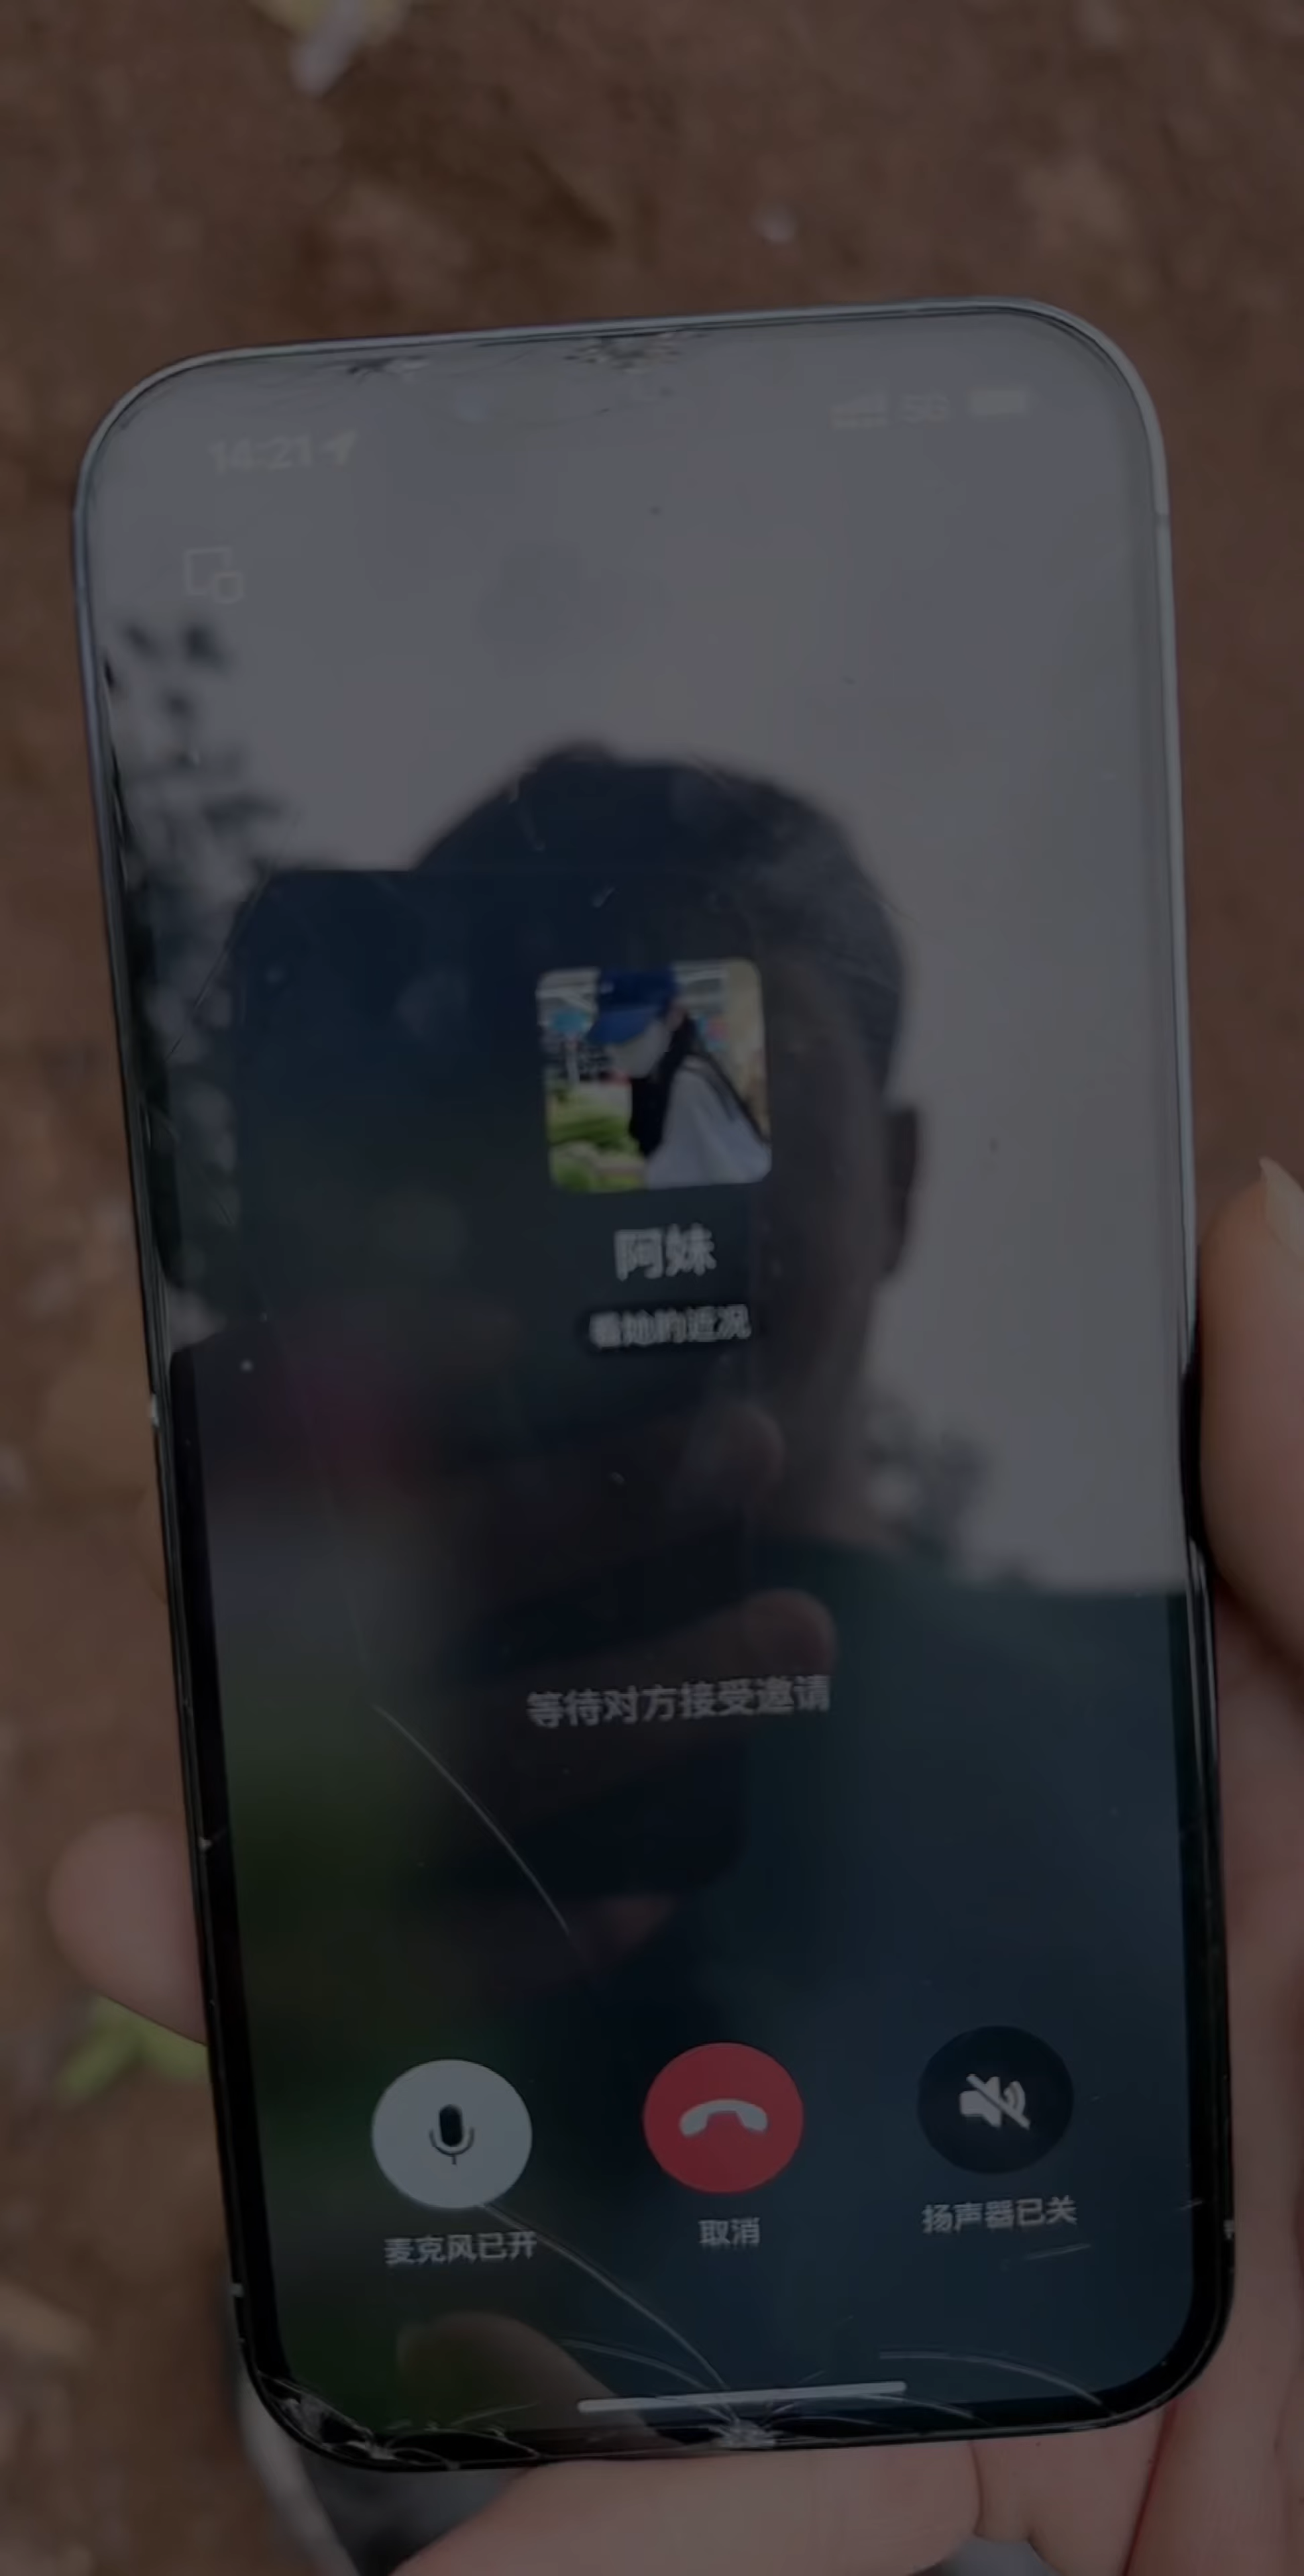 14:21 5G
阿妹
看她的近况
等待对方接受邀请
麦克风已开
取消
扬声器已关